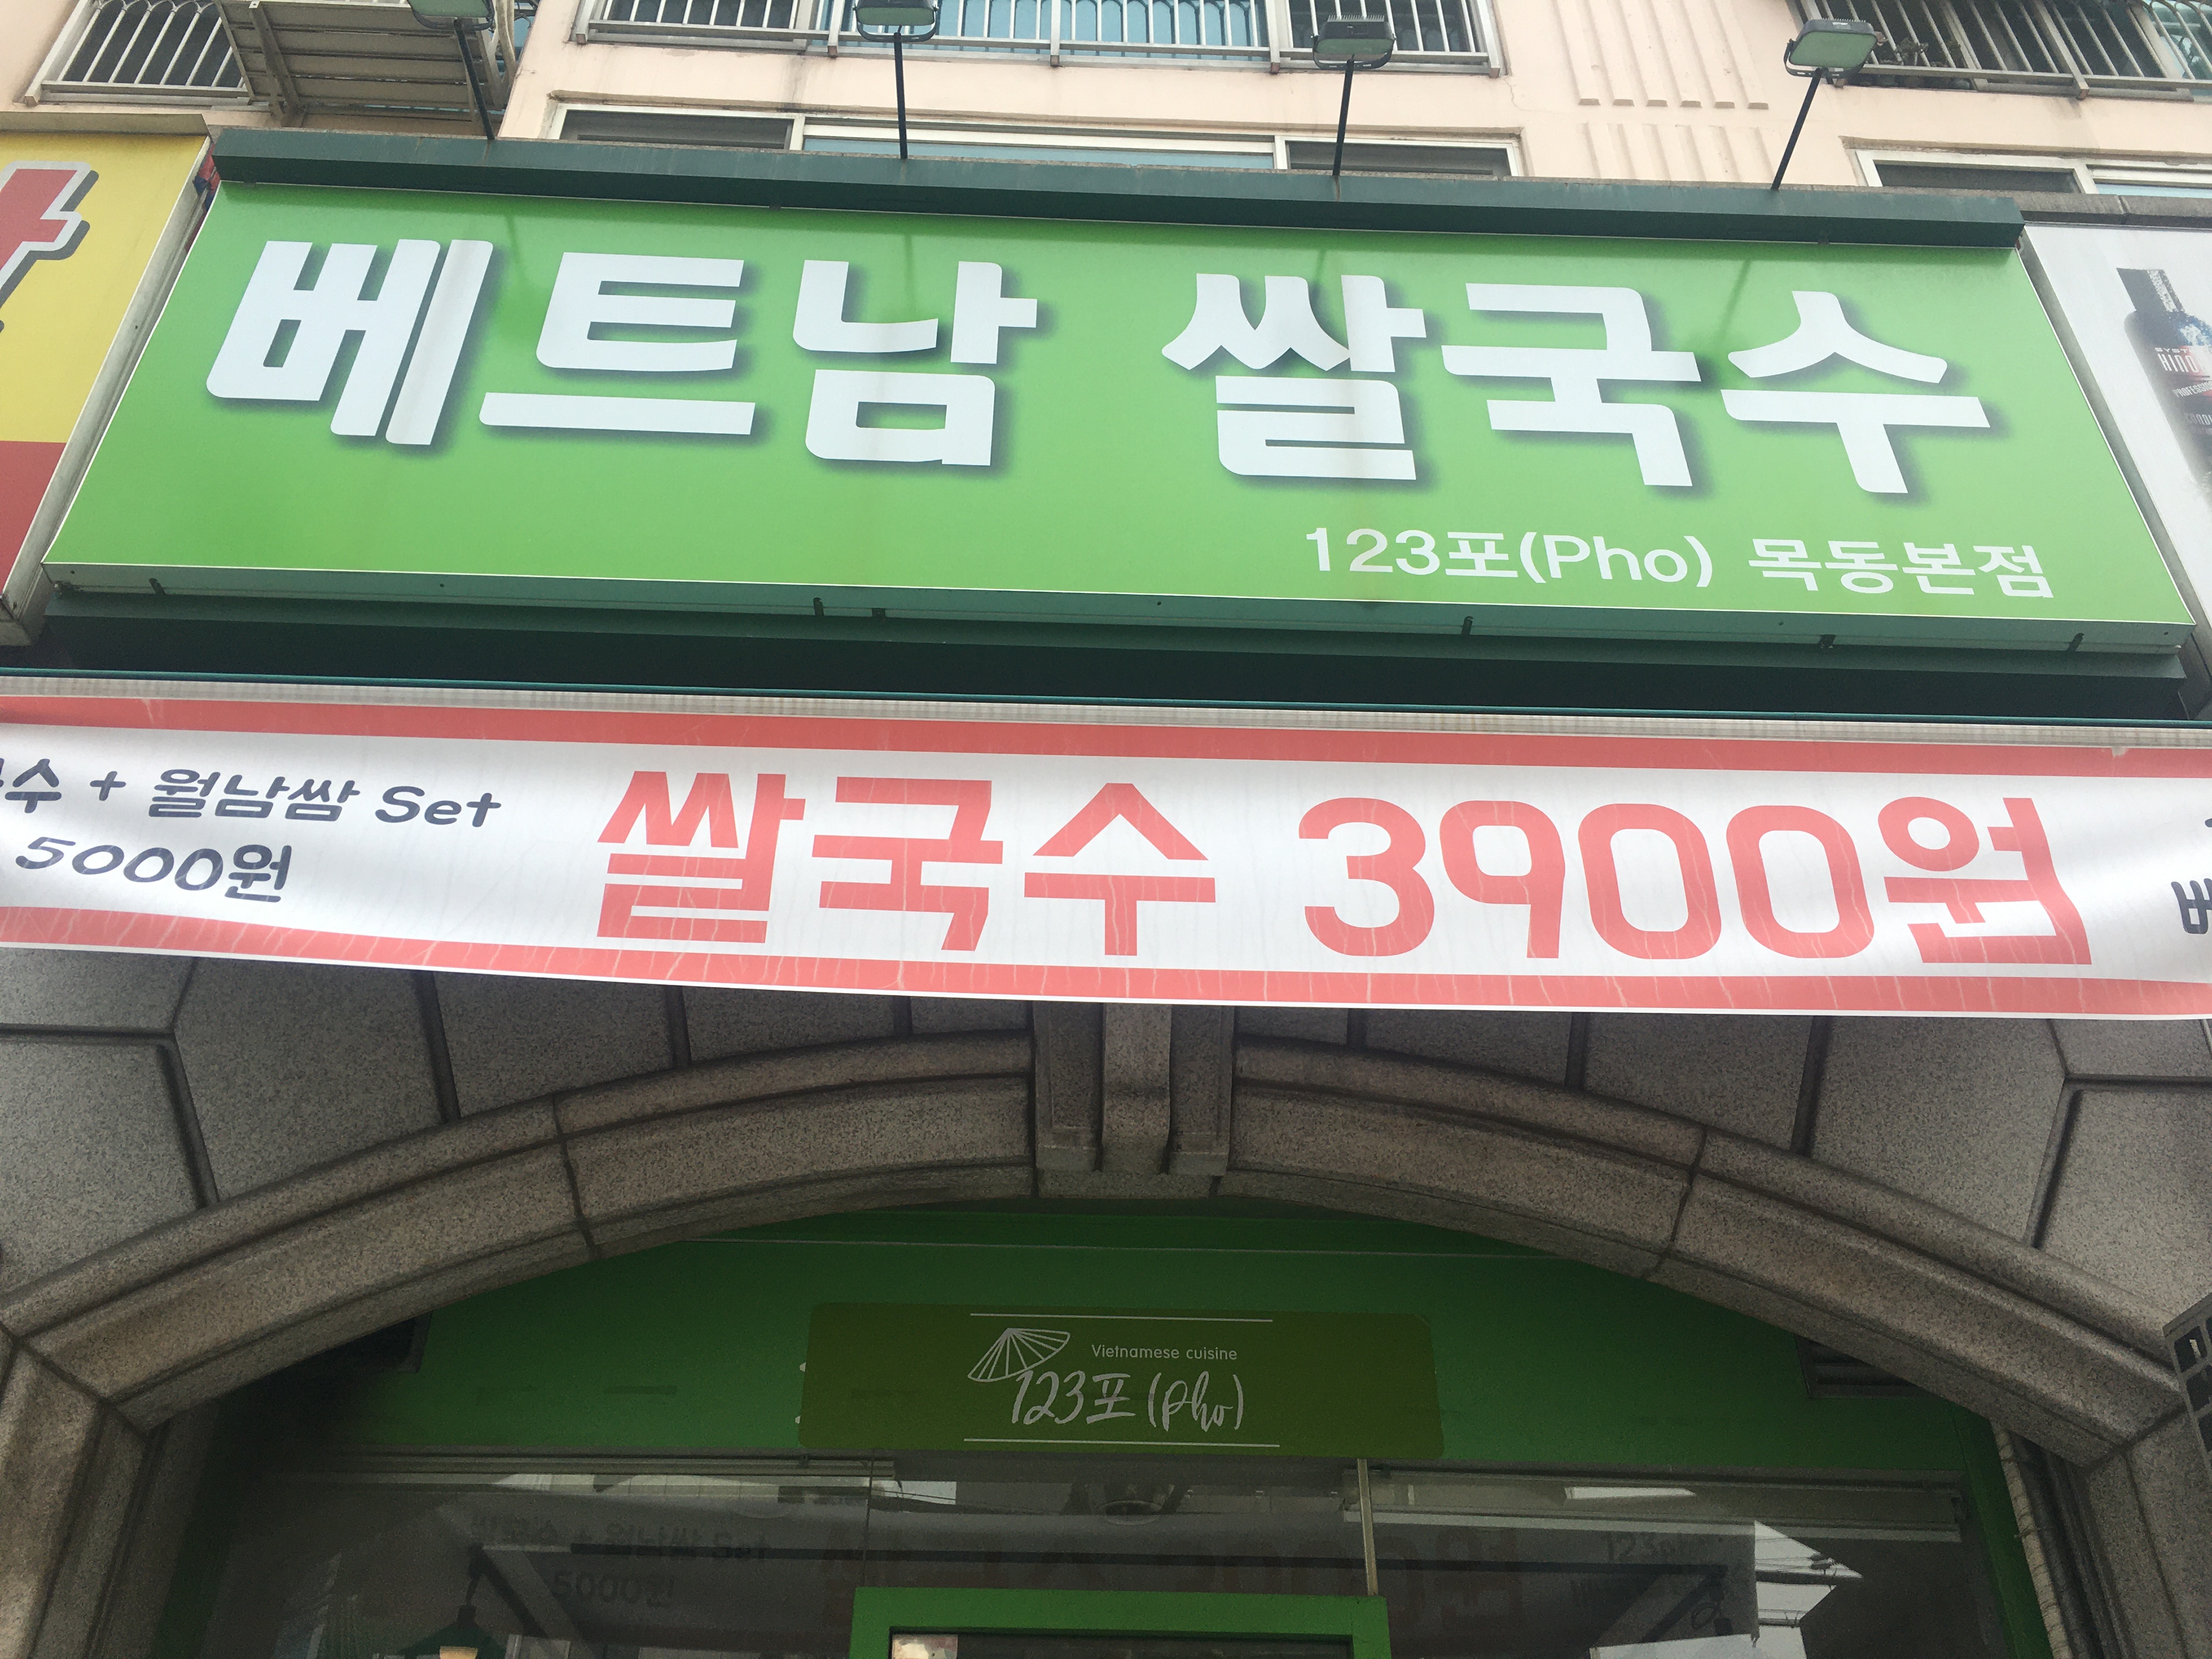 베트남 쌀국수
123포(Pho) 목동본점
수 + 월남쌈 Set
5000원
쌀국수 3900원
Vietnamese cuisine
123포(Pho)